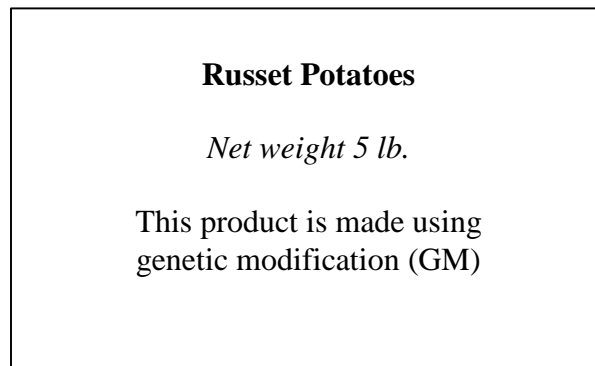 Russet Potatoes
Net weight 5 lb.
This product is made using
genetic modification (GM)